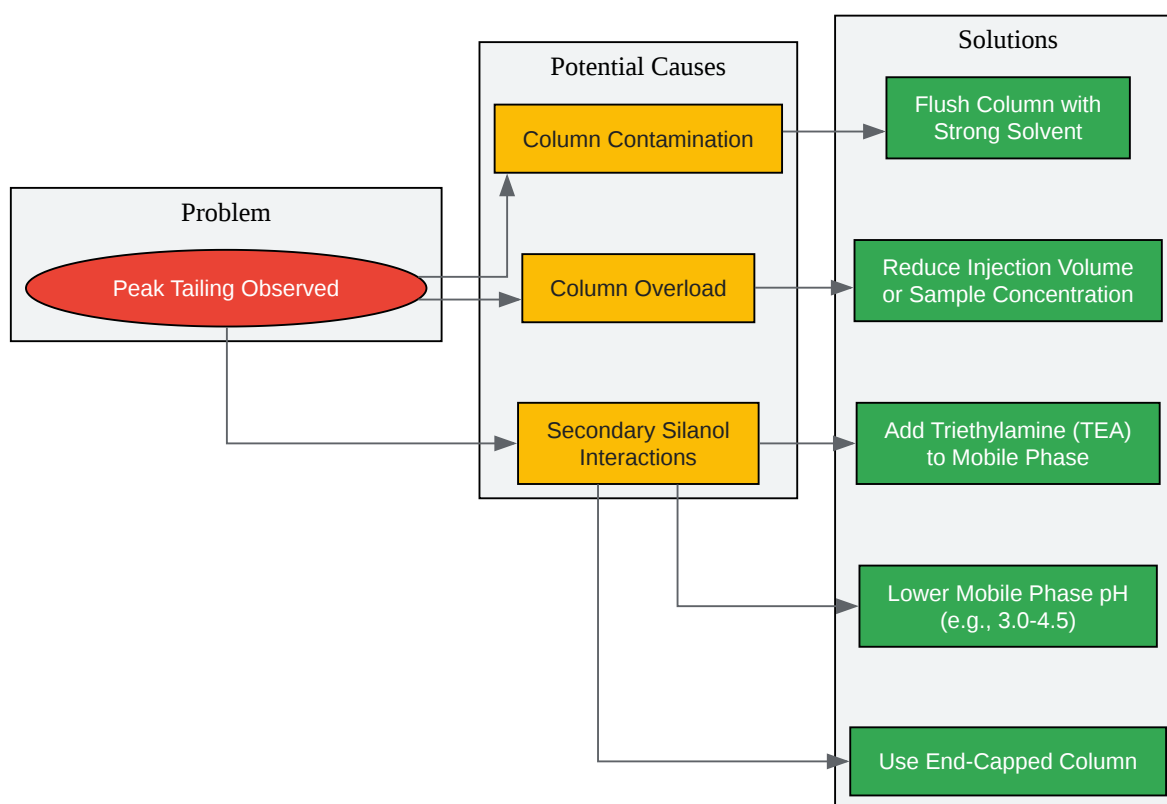 Problem
Peak Tailing Observed
Potential Causes
Column Contamination
Column Overload
Secondary Silanol
Interactions
Solutions
Flush Column with
Strong Solvent
Reduce Injection Volume
or Sample Concentration
Add Triethylamine (TEA)
to Mobile Phase
Lower Mobile Phase pH
(e.g., 3.0-4.5)
Use End-Capped Column